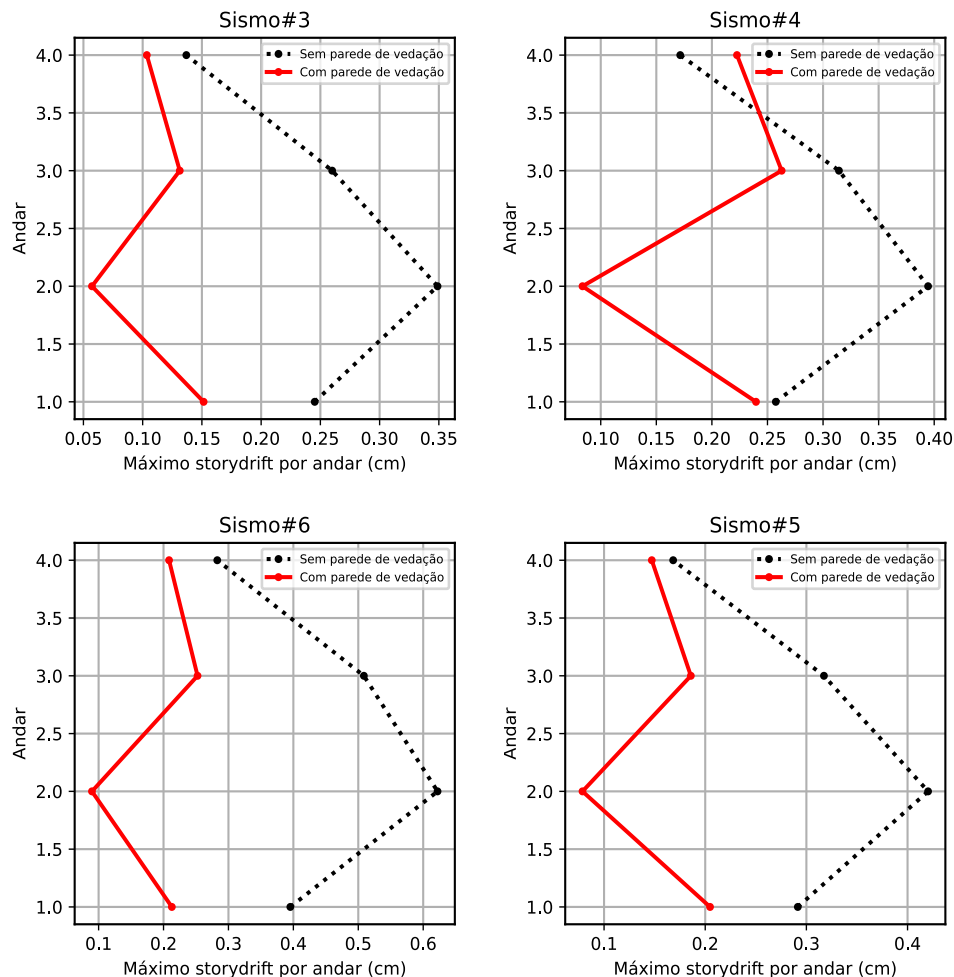 Sismo#3
Sem parede de vedação
Com parede de vedação
4.0
3.5
3.0
2.5
2.0
1.5
1.0
Andar
0.05 0.10 0.15 0.20 0.25 0.30 0.35
Máximo storydrift por andar (cm)
Sismo#4
Sem parede de vedação
Com parede de vedação
4.0
3.5
3.0
2.5
2.0
1.5
1.0
Andar
0.10 0.15 0.20 0.25 0.30 0.35 0.40
Máximo storydrift por andar (cm)
Sismo#6
Sem parede de vedação
Com parede de vedação
4.0
3.5
3.0
2.5
2.0
1.5
1.0
Andar
0.1 0.2 0.3 0.4 0.5 0.6
Máximo storydrift por andar (cm)
Sismo#5
Sem parede de vedação
Com parede de vedação
4.0
3.5
3.0
2.5
2.0
1.5
1.0
Andar
0.1 0.2 0.3 0.4
Máximo storydrift por andar (cm)